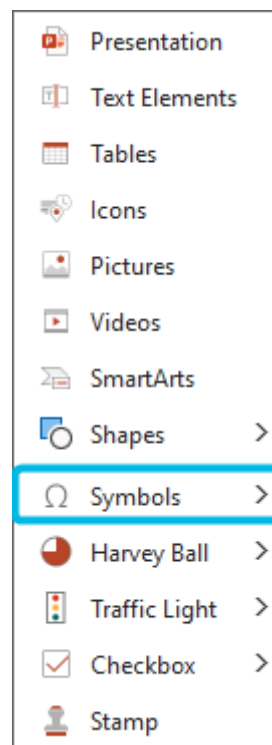 Presentation
Text Elements
Tables
Icons
Pictures
Videos
SmartArts
Shapes
Symbols
Harvey Ball
Traffic Light
Checkbox
Stamp